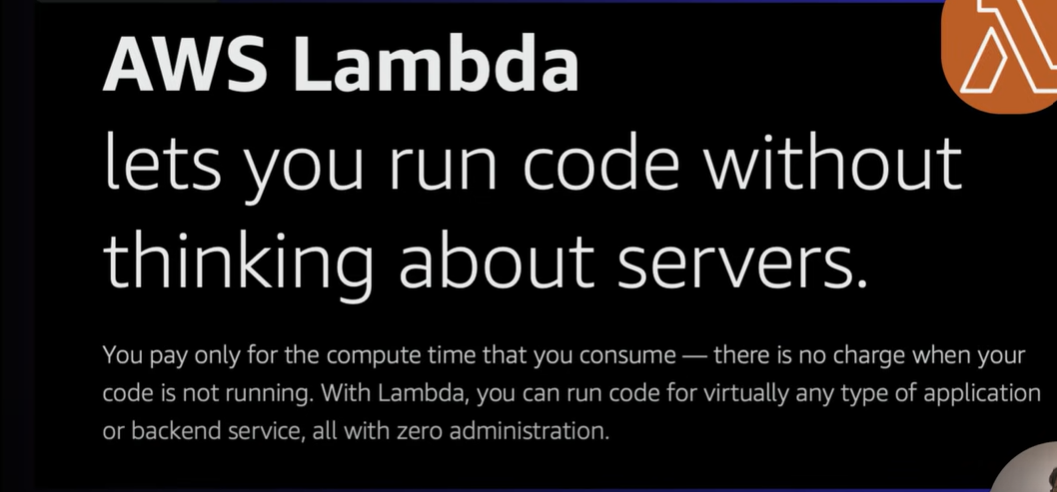 AWS Lambda
lets you run code without
thinking about servers.
You pay only for the compute time that you consume — there is no charge when your
code is not running. With Lambda, you can run code for virtually any type of application
or backend service, all with zero administration.